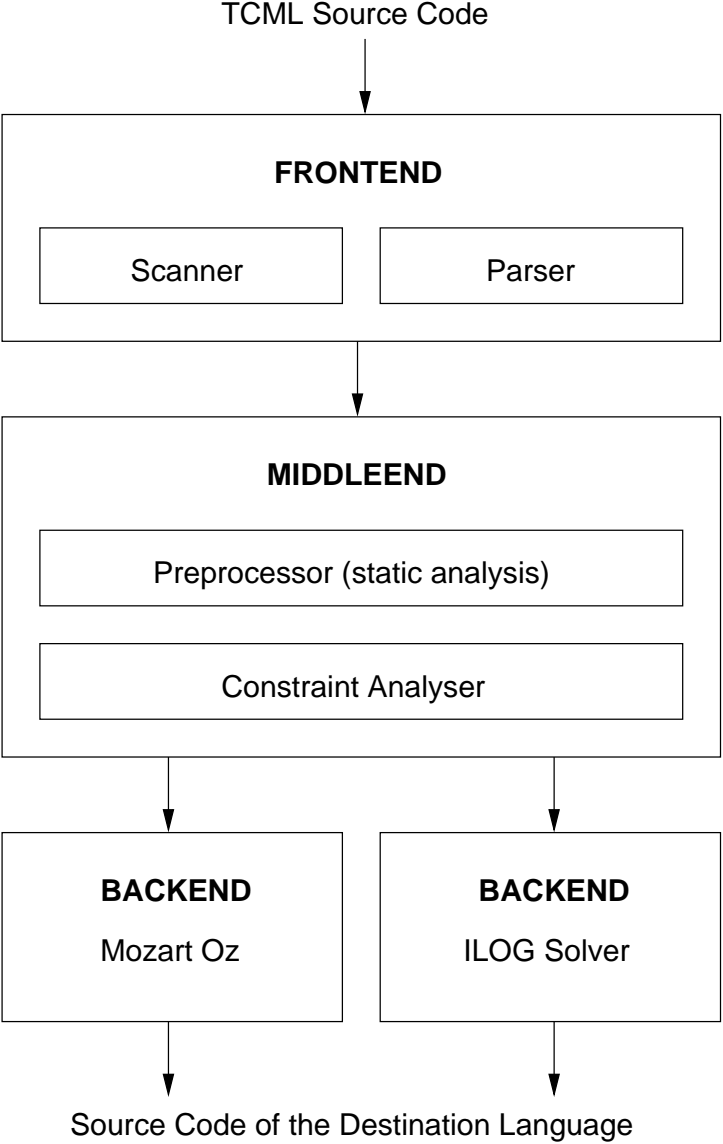 TCML Source Code
FRONTEND
Scanner
Parser
MIDDLEEND
Preprocessor (static analysis)
Constraint Analyser
BACKEND
Mozart Oz
BACKEND
ILOG Solver
Source Code of the Destination Language